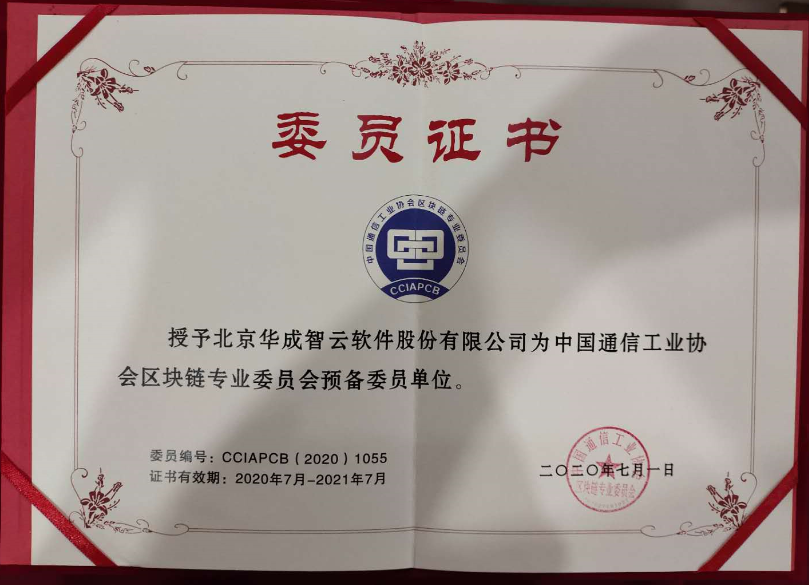 委员证书
中国通信工业协会区块链专业委员会
CCIAPCB
授予北京华成智云软件股份有限公司为中国通信工业协
会区块链专业委员会预备委员单位。
委员编号：CCIAPCB（2020）1055
证书有效期：2020年7月-2021年7月
二〇二〇年七月一日
中国通信工业协会
区块链专业委员会